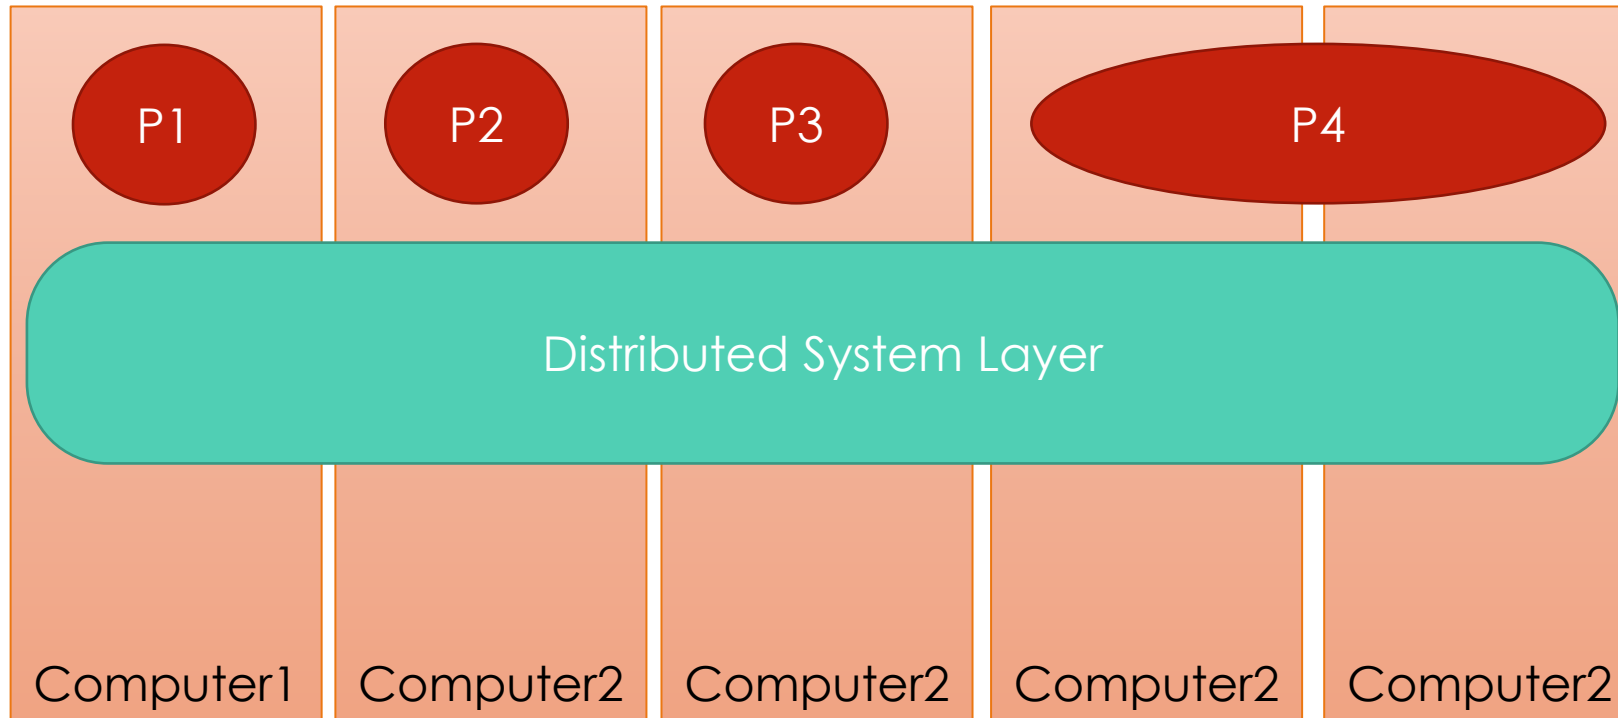 P1
P2
P3
P4
Distributed System Layer
Computer1
Computer2
Computer2
Computer2
Computer2